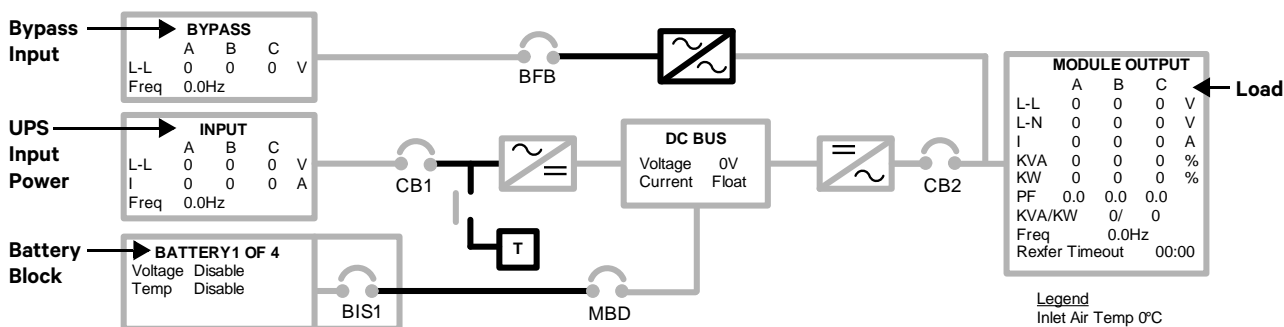 Bypass
Input
BYPASS
A B C
L-L 0 0 0 V
Freq 0.0Hz
BFB
UPS
Input
Power
INPUT
A B C
L-L 0 0 0 V
I 0 0 0 A
Freq 0.0Hz
CB1
T
DC BUS
Voltage 0V
Current Float
CB2
Battery
Block
BATTERY1 OF 4
Voltage Disable
Temp Disable
BIS1
MBD
MODULE OUTPUT
A B C
L-L 0 0 0 V
L-N 0 0 0 V
I 0 0 0 A
KVA 0 0 0 %
KW 0 0 0 %
PF 0.0 0.0 0.0
KVA/KW 0/ 0
Freq 0.0Hz
Rexfer Timeout 00:00
Load
Legend
Inlet Air Temp 0°C